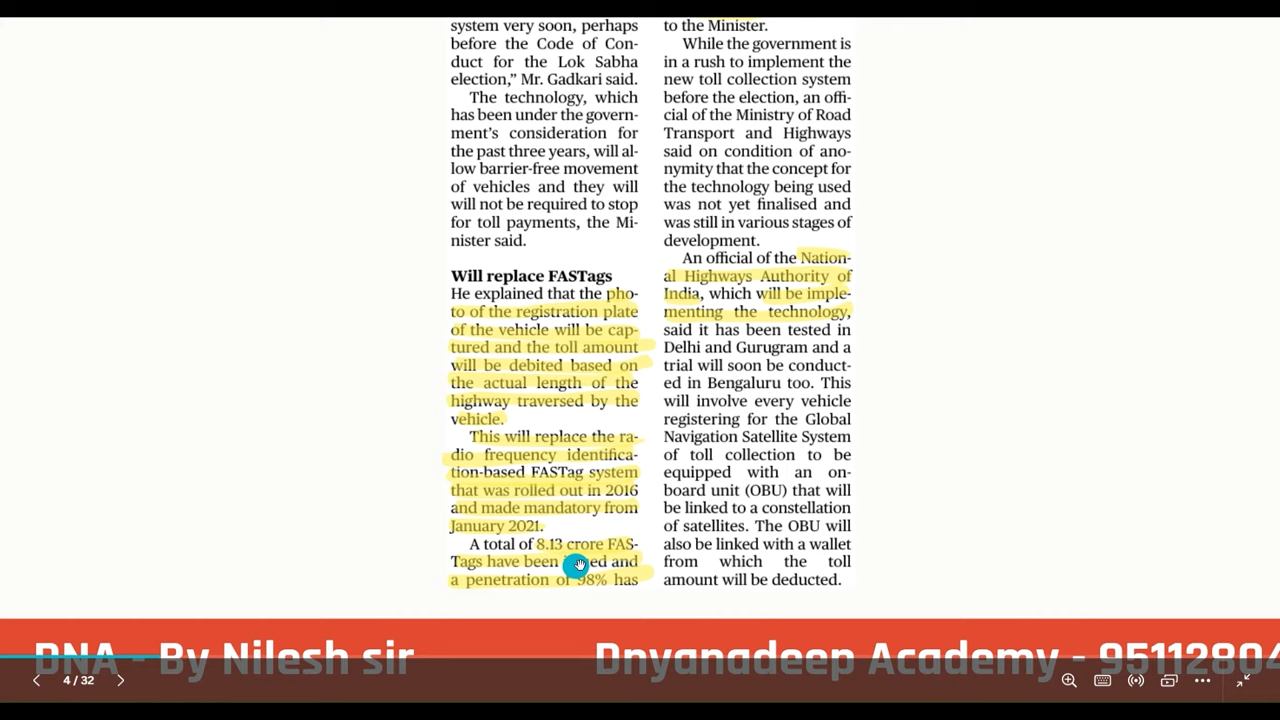 system very soon, perhaps
before the Code of Con-
duct for the Lok Sabha
election,” Mr. Gadkari said.
The technology, which
has been under the govern-
ment’s consideration for
the past three years, will al-
low barrier-free movement
of vehicles and they will
will not be required to stop
for toll payments, the Mi-
nister said.
Will replace FASTags
He explained that the pho-
to of the registration plate
of the vehicle will be cap-
tured and the toll amount
will be debited based on
the actual length of the
highway traversed by the
vehicle.
This will replace the ra-
dio frequency identifica-
tion-based FASTag system
that was rolled out in 2016
and made mandatory from
January 2021.
A total of 8.13 crore FAS-
Tags have been and
a penetration of 98% has
to the Minister.
While the government is
in a rush to implement the
new toll collection system
before the election, an offi-
cial of the Ministry of Road
Transport and Highways
said on condition of ano-
nymity that the concept for
the technology being used
was not yet finalised and
was still in various stages of
development.
An official of the Nation-
al Highways Authority of
India, which will be imple-
menting the technology,
said it has been tested in
Delhi and Gurugram and a
trial will soon be conduct-
ed in Bengaluru too. This
will involve every vehicle
registering for the Global
Navigation Satellite System
of toll collection to be
equipped with an on-
board unit (OBU) that will
be linked to a constellation
of satellites. The OBU will
also be linked with a wallet
from which the toll
amount will be deducted.
DNA - By Nilesh sir Dnyanadeep Academy - 9511280
4 / 32